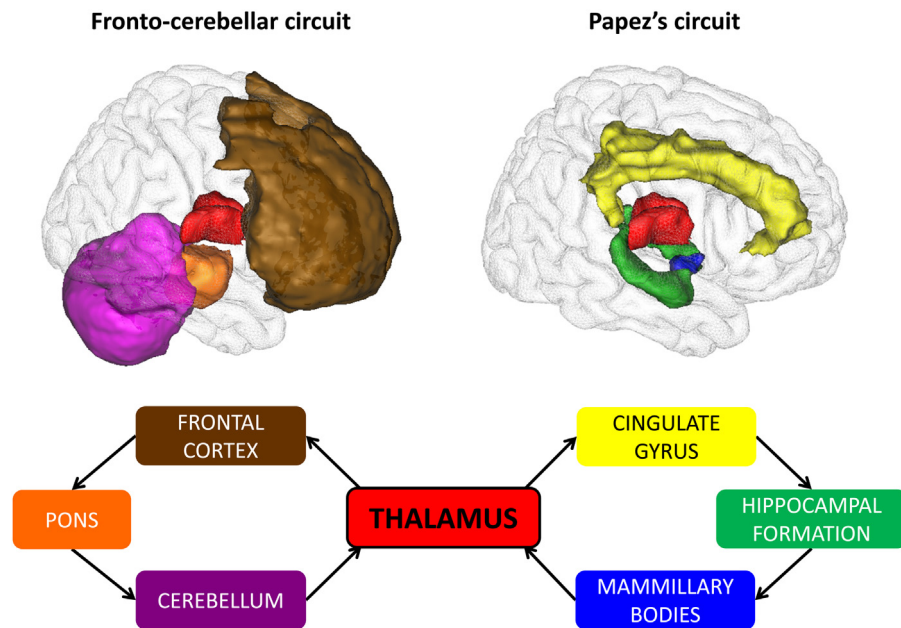 Fronto-cerebellar circuit
Papez's circuit
FRONTAL
CORTEX
CINGULATE
GYRUS
PONS
THALAMUS
HIPPOCAMPAL
FORMATION
CEREBELLUM
MAMMILLARY
BODIES